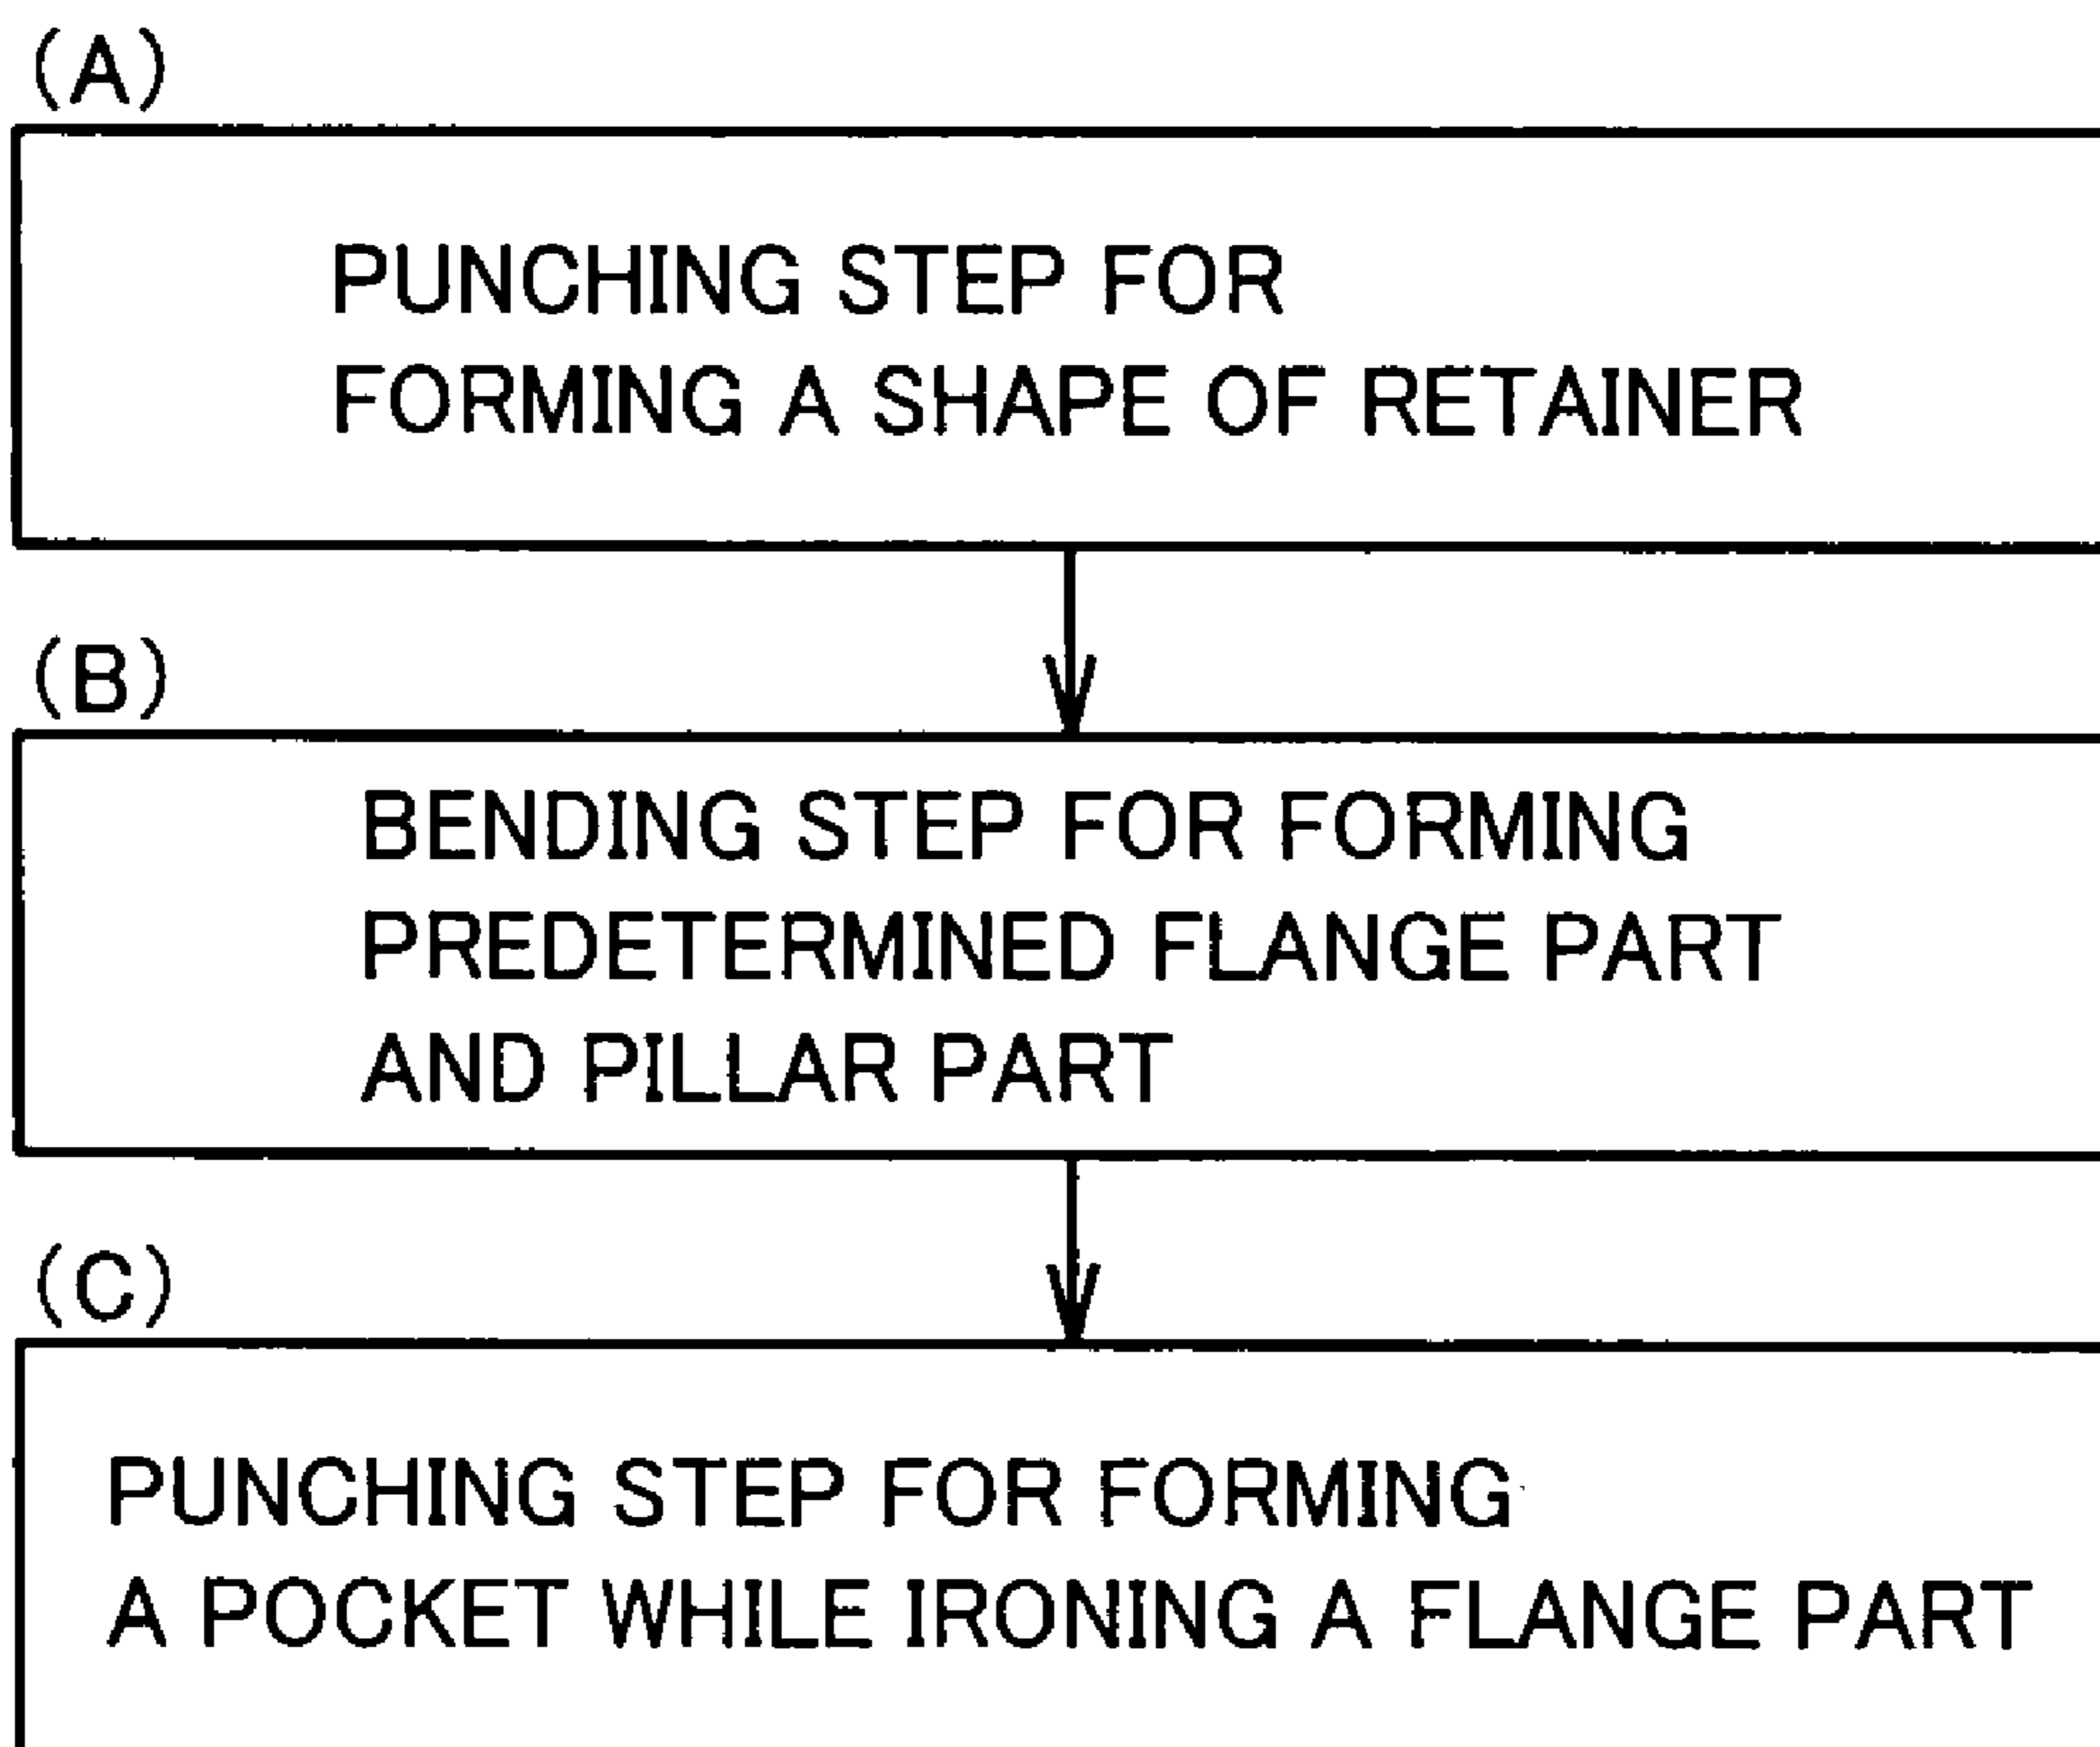 (A)
PUNCHING STEP FOR
FORMING A SHAPE OF RETAINER
(B)
BENDING STEP FOR FORMING
PREDETERMINED FLANGE PART
AND PILLAR PART
(C)
PUNCHING STEP FOR FORMING
A POCKET WHILE IRONING A FLANGE PART